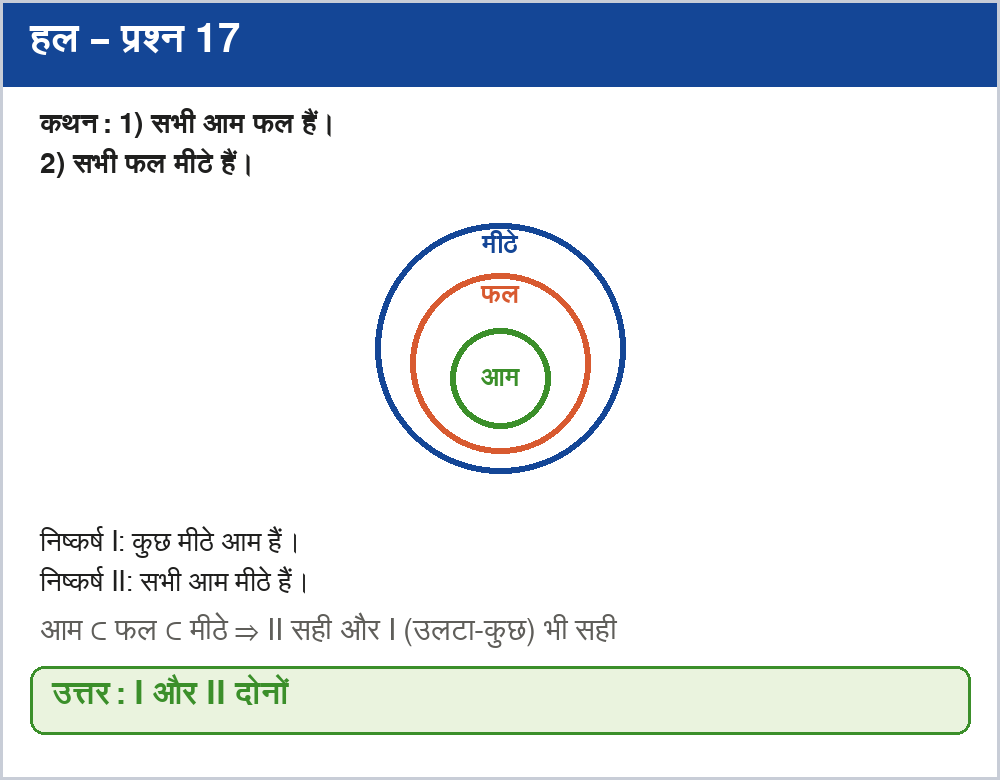 हल – प्रश्न 17
कथन : 1) सभी आम फल हैं।
2) सभी फल मीठे हैं।
मीठे
फल
आम
निष्कर्ष I: कुछ मीठे आम हैं।
निष्कर्ष II: सभी आम मीठे हैं।
आम ⊂ फल ⊂ मीठे ⇒ II सही और I (उलटा-कुछ) भी सही
उत्तर : I और II दोनों